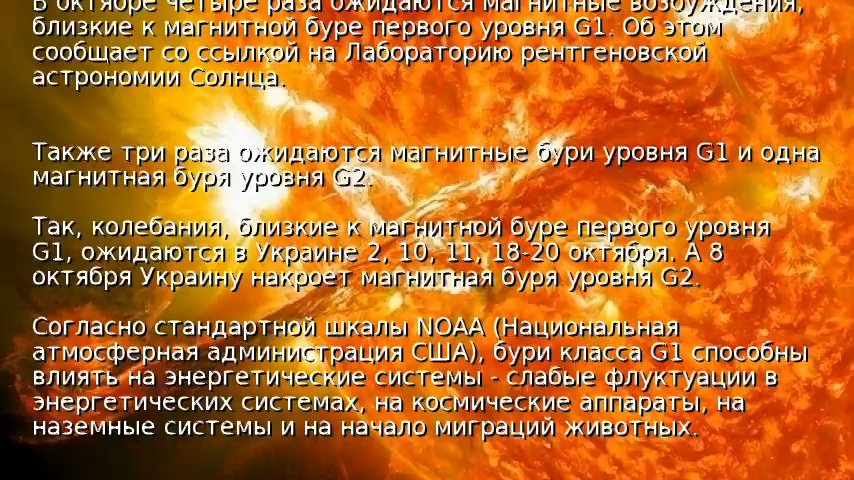 В октябре четыре раза ожидаются магнитные возбуждения,
близкие к магнитной буре первого уровня G1. Об этом
сообщает со ссылкой на Лабораторию рентгеновской
астрономии Солнца.
Также три раза ожидаются магнитные бури уровня G1 и одна
магнитная буря уровня G2.
Так, колебания, близкие к магнитной буре первого уровня
G1, ожидаются в Украине 2, 10, 11, 18-20 октября. А 8
октября Украину накроет магнитная буря уровня G2.
Согласно стандартной шкалы NOAA (Национальная
атмосферная администрация США), бури класса G1 способны
влиять на энергетические системы - слабые флуктуации в
энергетических системах, на космические аппараты, на
наземные системы и на начало миграций животных.